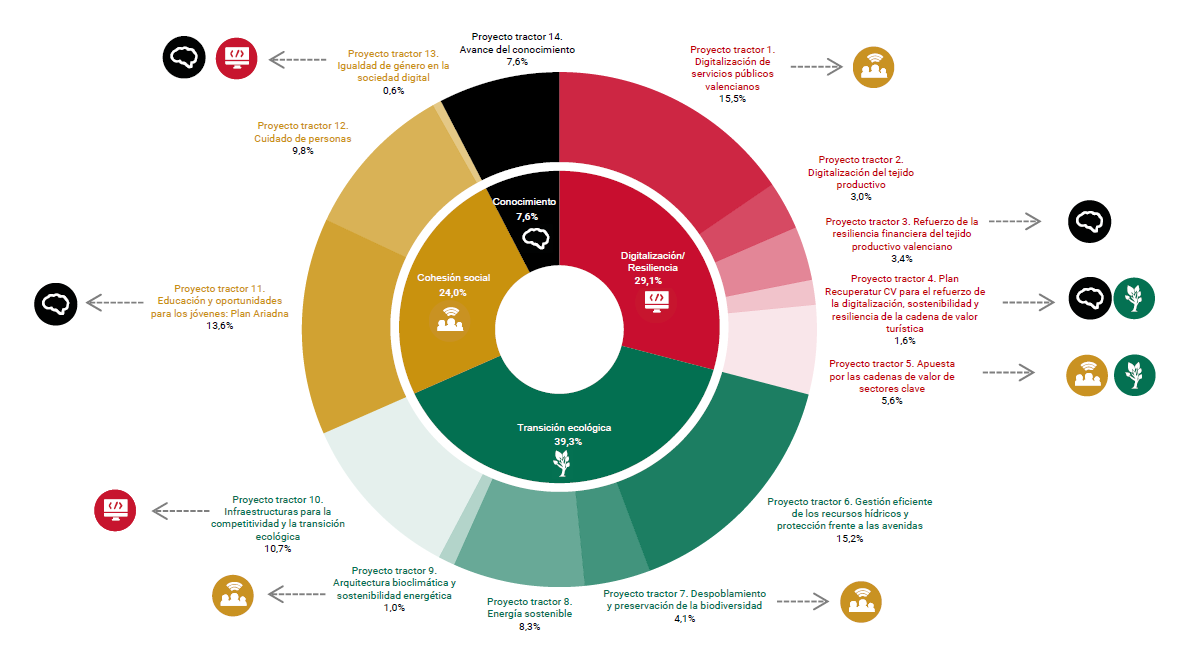 Proyecto tractor 14.
Avance del conocimiento
7,6%
Proyecto tractor 13.
Igualdad de género en la
sociedad digital
0,6%
Proyecto tractor 1.
Digitalización de
servicios públicos
valencianos
15,5%
Proyecto tractor 12.
Cuidado de personas
9,8%
Proyecto tractor 2.
Digitalización del tejido
productivo
3,0%
Proyecto tractor 3. Refuerzo de la
resiliencia financiera del tejido
productivo valenciano
3,4%
Conocimiento
7,6%
Digitalización/
Resiliencia
29,1%
</>
Cohesión social
24,0%
Proyecto tractor 4. Plan
Recuperatur CV para el refuerzo de
la digitalización, sostenibilidad y
resiliencia de la cadena de valor
turística
1,6%
Proyecto tractor 11.
Educación y oportunidades
para los jóvenes: Plan Ariadna
13,6%
Proyecto tractor 5. Apuesta
por las cadenas de valor de
sectores clave
5,6%
Transición ecológica
39,3%
Proyecto tractor 10.
Infraestructuras para la
competitividad y la transición
ecológica
10,7%
Proyecto tractor 6. Gestión eficiente
de los recursos hídricos y
protección frente a las avenidas
15,2%
Proyecto tractor 9.
Arquitectura bioclimática y
sostenibilidad energética
1,0%
Proyecto tractor 8.
Energía sostenible
8,3%
Proyecto tractor 7. Despoblamiento
y preservación de la biodiversidad
4,1%